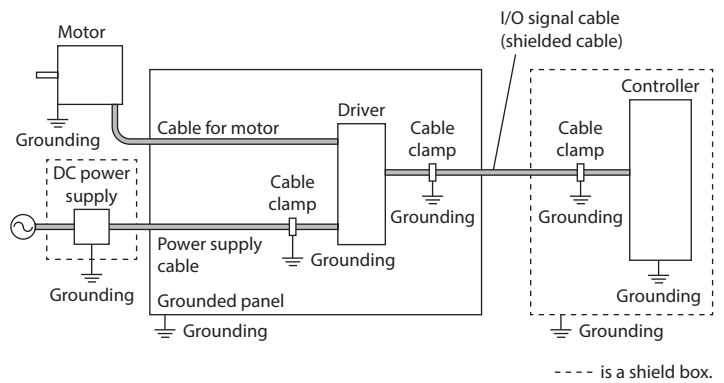 I/O signal cable
(shielded cable)
Motor
Controller
Driver
Grounding
Cable for motor
Cable
clamp
Cable
clamp
DC power
supply
Cable
clamp
Grounding
Grounding
Power supply
cable
Grounding
Grounding
Grounding
Grounded panel
Grounding
Grounding
---- is a shield box.